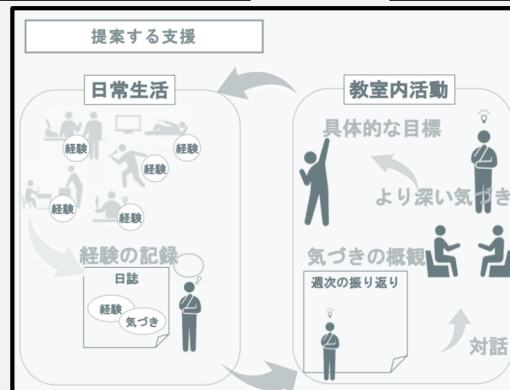 提案する支援
日常生活
経験
経験
経験
経験
経験
経験の記録
日誌
経験
気づき
教室内活動
具体的な目標
より深い気づき
気づきの概観
週次の振り返り
対話